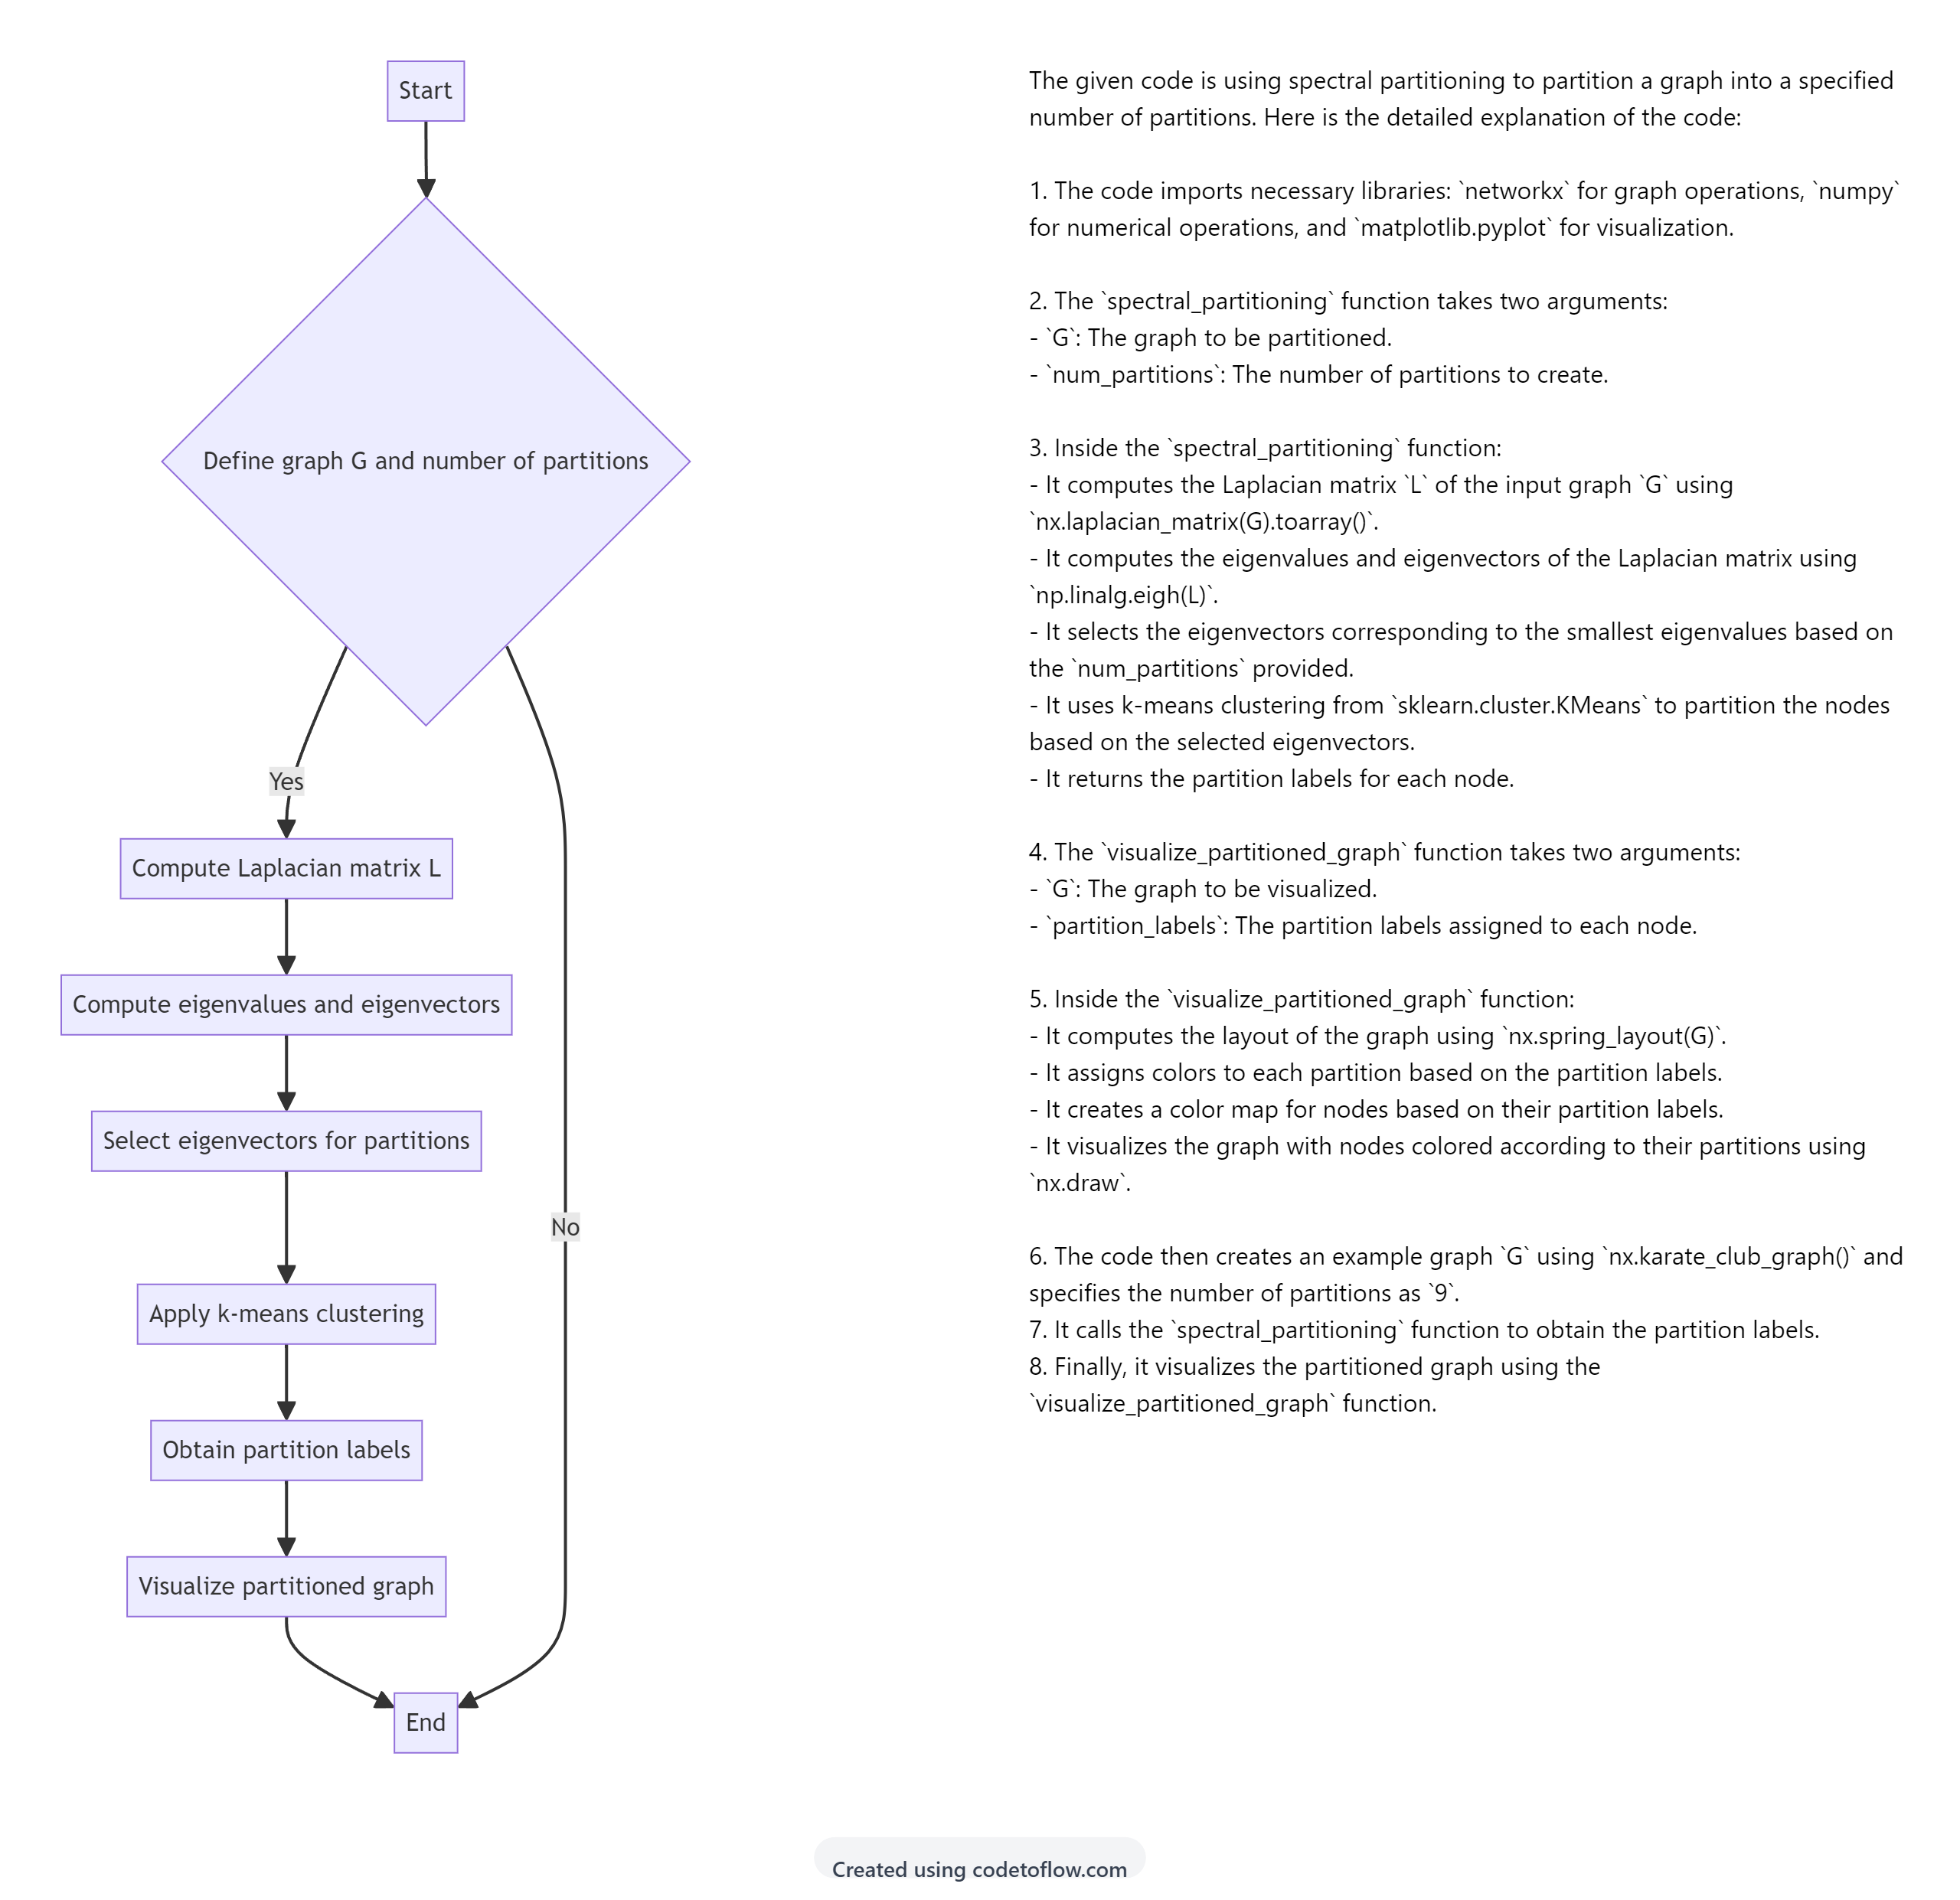 Start
Define graph G and number of partitions
Yes
Compute Laplacian matrix L
Compute eigenvalues and eigenvectors
Select eigenvectors for partitions
No
Apply k-means clustering
Obtain partition labels
Visualize partitioned graph
End
The given code is using spectral partitioning to partition a graph into a specified
number of partitions. Here is the detailed explanation of the code:
1. The code imports necessary libraries: `networkx` for graph operations, `numpy`
for numerical operations, and `matplotlib.pyplot` for visualization.
2. The `spectral_partitioning` function takes two arguments:
- `G`: The graph to be partitioned.
- `num_partitions`: The number of partitions to create.
3. Inside the `spectral_partitioning` function:
- It computes the Laplacian matrix `L` of the input graph `G` using
`nx.laplacian_matrix(G).toarray()`.
- It computes the eigenvalues and eigenvectors of the Laplacian matrix using
`np.linalg.eigh(L)`.
- It selects the eigenvectors corresponding to the smallest eigenvalues based on
the `num_partitions` provided.
- It uses k-means clustering from `sklearn.cluster.KMeans` to partition the nodes
based on the selected eigenvectors.
- It returns the partition labels for each node.
4. The `visualize_partitioned_graph` function takes two arguments:
- `G`: The graph to be visualized.
- `partition_labels`: The partition labels assigned to each node.
5. Inside the `visualize_partitioned_graph` function:
- It computes the layout of the graph using `nx.spring_layout(G)`.
- It assigns colors to each partition based on the partition labels.
- It creates a color map for nodes based on their partition labels.
- It visualizes the graph with nodes colored according to their partitions using
`nx.draw`.
6. The code then creates an example graph `G` using `nx.karate_club_graph()` and
specifies the number of partitions as `9`.
7. It calls the `spectral_partitioning` function to obtain the partition labels.
8. Finally, it visualizes the partitioned graph using the
`visualize_partitioned_graph` function.
Created using codetoflow.com